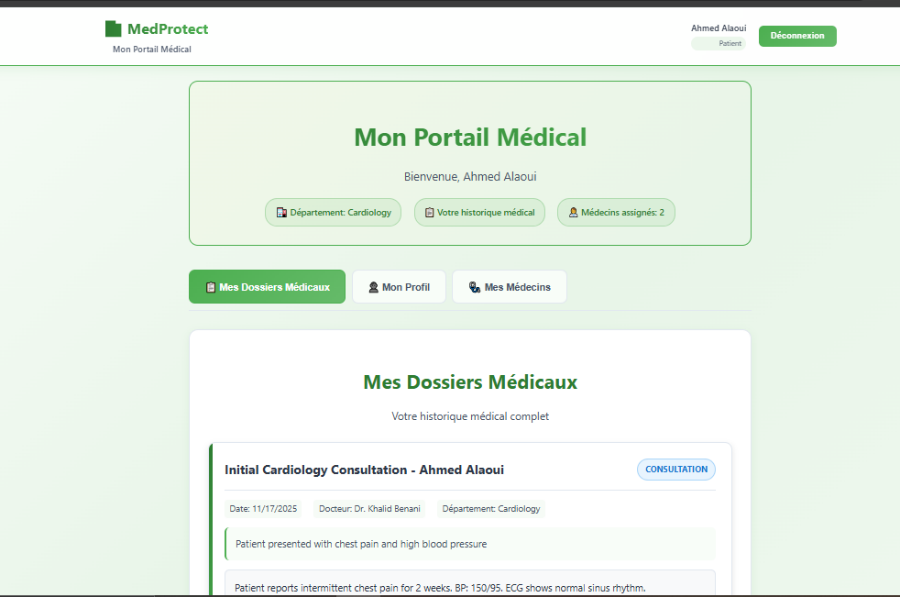 MedProtect
Mon Portail Médical
Ahmed Alaoui
Patient
Déconnexion
Mon Portail Médical
Bienvenue, Ahmed Alaoui
Département: Cardiology
Votre historique médical
Médecins assignés: 2
Mes Dossiers Médicaux
Mon Profil
Mes Médecins
Mes Dossiers Médicaux
Votre historique médical complet
Initial Cardiology Consultation - Ahmed Alaoui
CONSULTATION
Date: 11/17/2025
Docteur: Dr. Khalid Benani
Département: Cardiology
Patient presented with chest pain and high blood pressure
Patient reports intermittent chest pain for 2 weeks. BP: 150/95. ECG shows normal sinus rhythm.